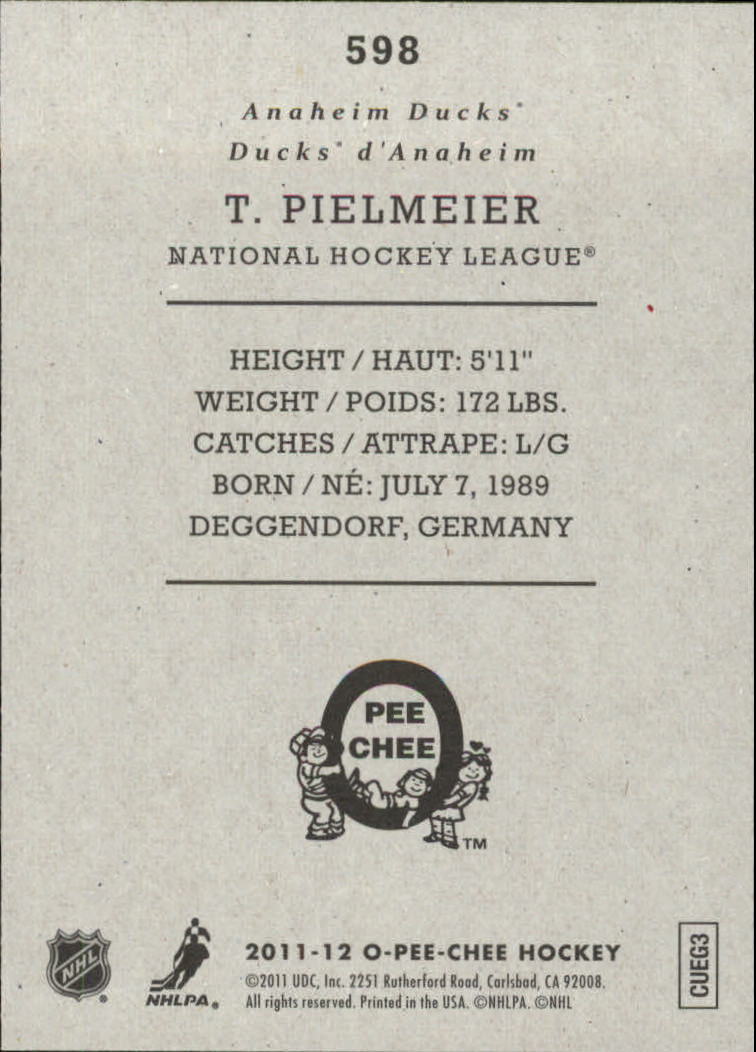 598
Anaheim Ducks®
Ducks® d'Anaheim
T. PIELMEIER
NATIONAL HOCKEY LEAGUE®
HEIGHT / HAUT: 5'11"
WEIGHT / POIDS: 172 LBS.
CATCHES / ATTRAPE: L/G
BORN / NÉ: JULY 7, 1989
DEGGENDORF, GERMANY
PEE
CHEE
TM
NHL ®
NHLPA®
2011-12 O-PEE-CHEE HOCKEY
©2011 UDC, Inc. 2251 Rutherford Road, Carlsbad, CA 92008.
All rights reserved. Printed in the USA. ©NHLPA. ©NHL
CUEG3